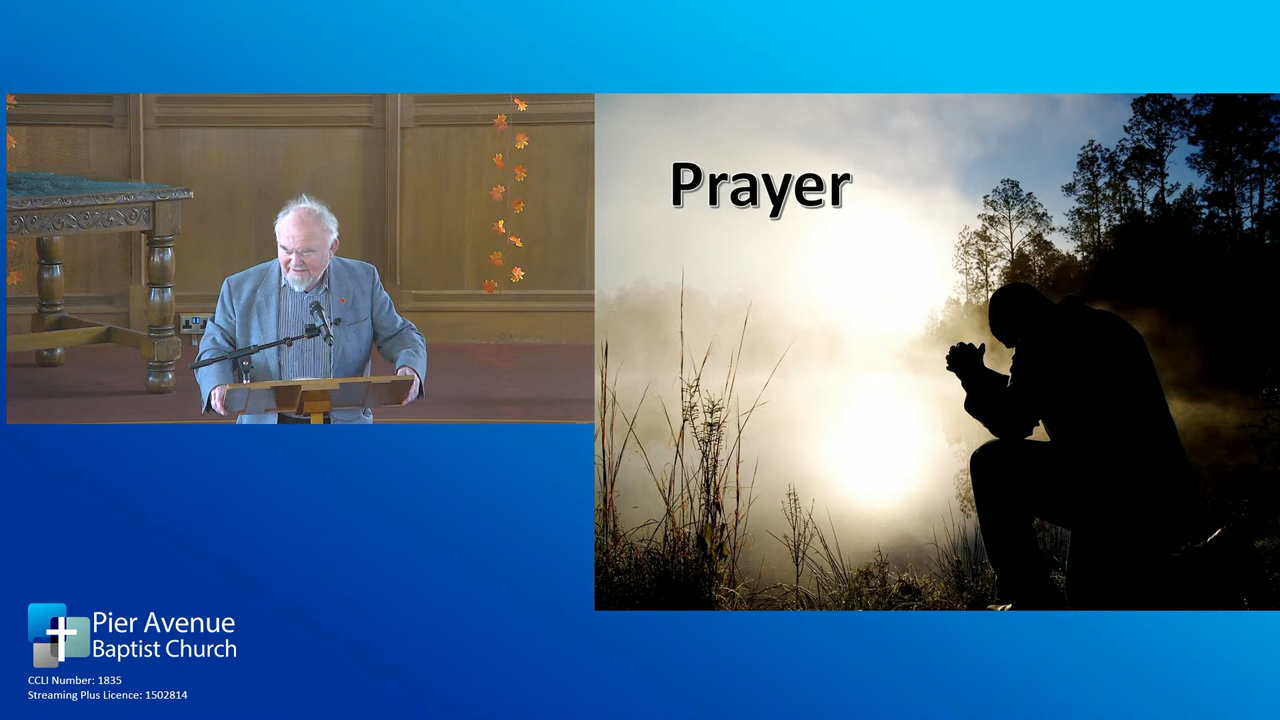 Prayer
Pier Avenue
Baptist Church
CCLI Number: 1835
Streaming Plus Licence: 1502814